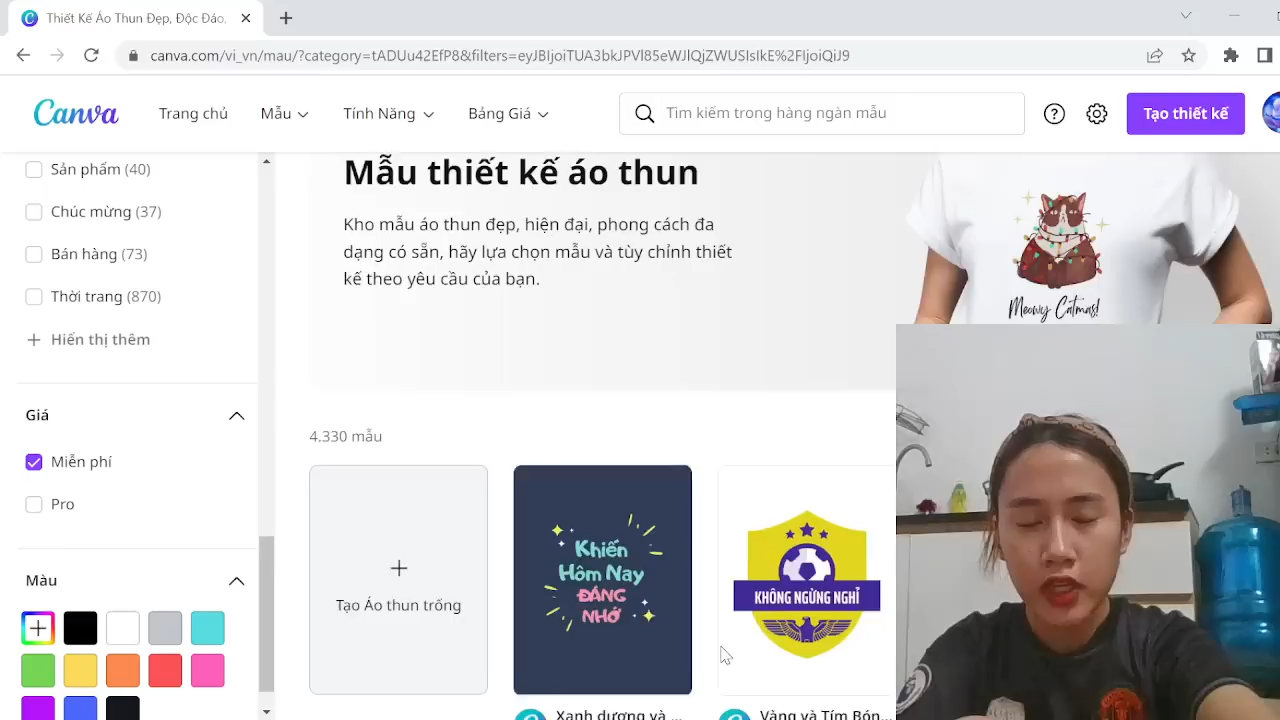 Thiết Kế Áo Thun Đẹp, Độc Đáo,
canva.com/vi_vn/mau/?category=tADUu42EfP8&filters=eyJBIjoiTUA3bkJPVl85eWJlQjZWUSIsIkE%2FIjoiQiJ9
Canva
Trang chủ
Mẫu
Tính Năng
Bảng Giá
Tìm kiếm trong hàng ngàn mẫu
Tạo thiết kế
Sản phẩm (40)
Chúc mừng (37)
Bán hàng (73)
Thời trang (870)
Hiển thị thêm
Giá
Miễn phí
Pro
Màu
Mẫu thiết kế áo thun
Kho mẫu áo thun đẹp, hiện đại, phong cách đa
dạng có sẵn, hãy lựa chọn mẫu và tùy chỉnh thiết
kế theo yêu cầu của bạn.
Meowy Catmas!
4.330 mẫu
Tạo Áo thun trống
Khiến
Hôm Nay
ĐÁNG
NHỚ
KHÔNG NGỪNG NGHỈ
Xanh dương và ...
Vàng và Tím Bón...